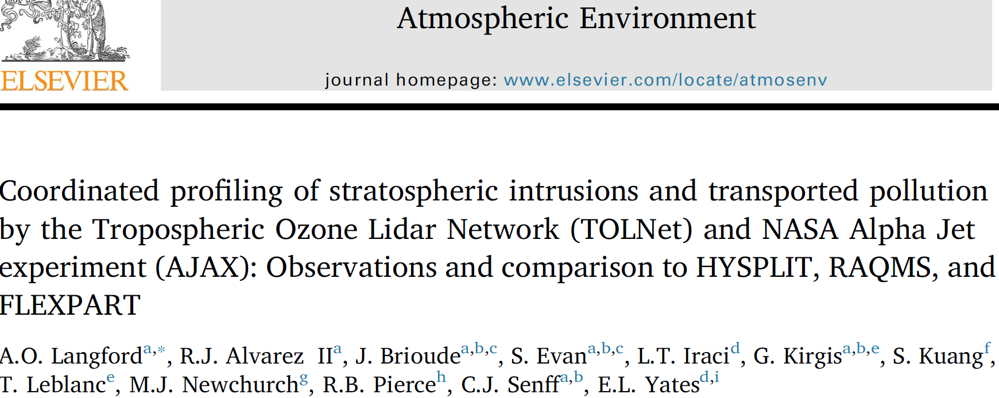 Atmospheric Environment
ELSEVIER
journal homepage: www.elsevier.com/locate/atmosenv
Coordinated profiling of stratospheric intrusions and transported pollution
by the Tropospheric Ozone Lidar Network (TOLNet) and NASA Alpha Jet
experiment (AJAX): Observations and comparison to HYSPLIT, RAQMS, and
FLEXPART
A.O. Langford a,*, R.J. Alvarez II a, J. Brioude a,b,c, S. Evan a,b,c, L.T. Iraci d, G. Kirgis a,b,e, S. Kuang f,
T. Leblanc e, M.J. Newchurch g, R.B. Pierce h, C.J. Senff a,b, E.L. Yates d,i